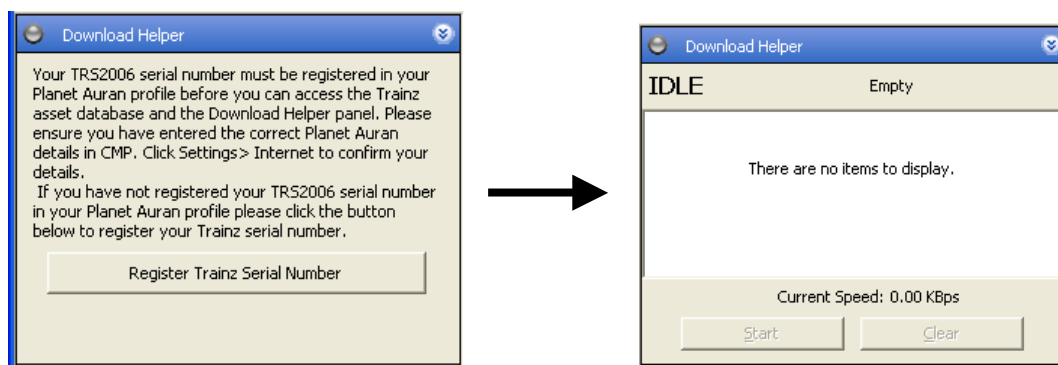 Download Helper
Your TRS2006 serial number must be registered in your
Planet Auran profile before you can access the Trainz
asset database and the Download Helper panel. Please
ensure you have entered the correct Planet Auran
details in CMP. Click Settings> Internet to confirm your
details.
If you have not registered your TRS2006 serial number
in your Planet Auran profile please click the button
below to register your Trainz serial number.
Register Trainz Serial Number
Download Helper
IDLE Empty
There are no items to display.
Current Speed: 0.00 KBps
Start Clear